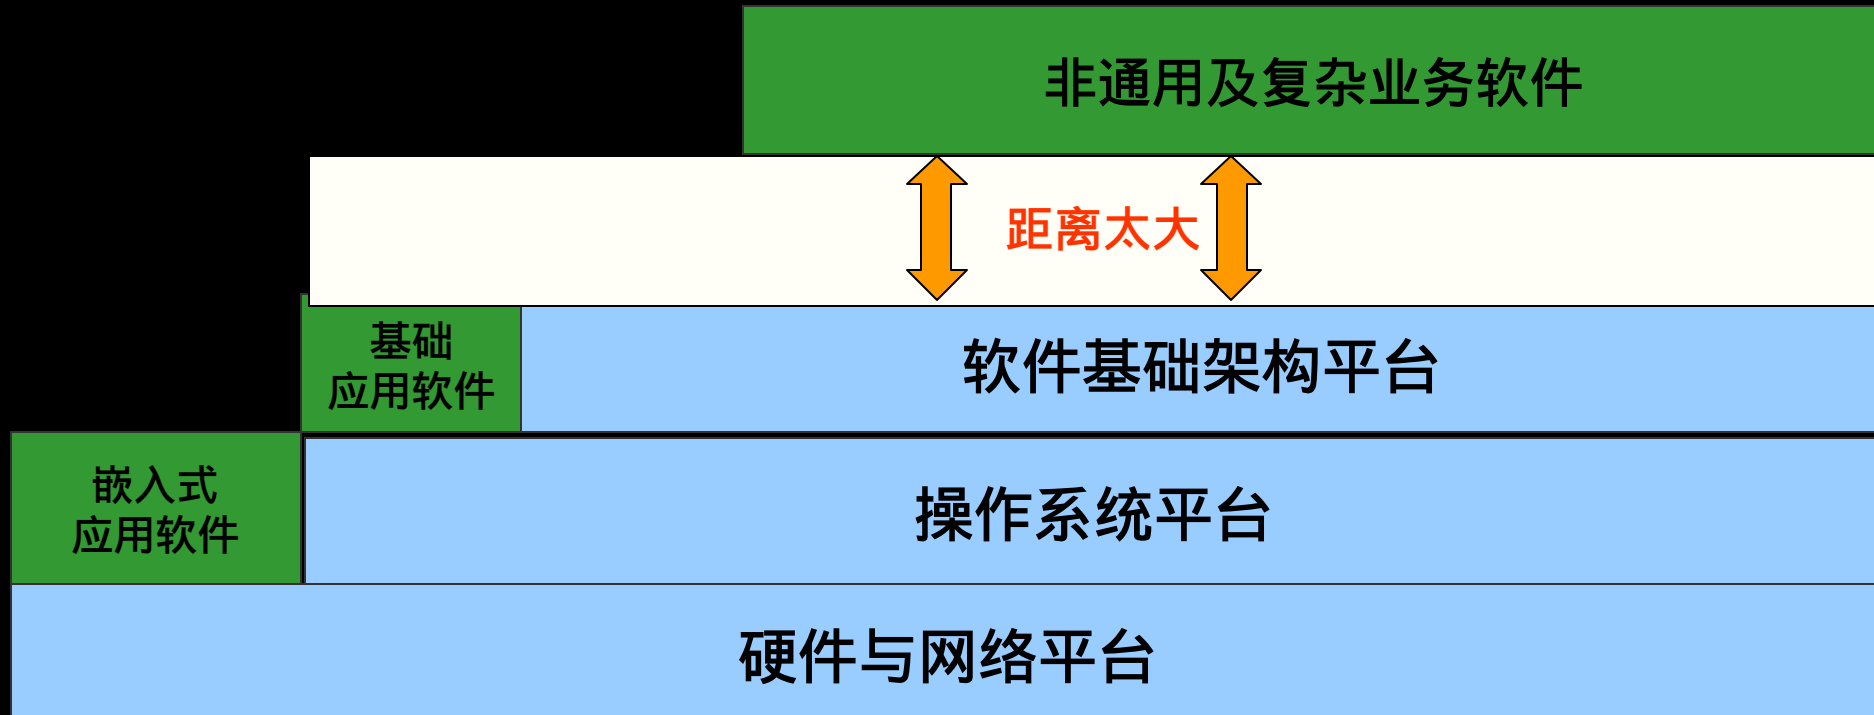 非通用及复杂业务软件
距离太大
基础
应用软件
软件基础架构平台
嵌入式
应用软件
操作系统平台
硬件与网络平台